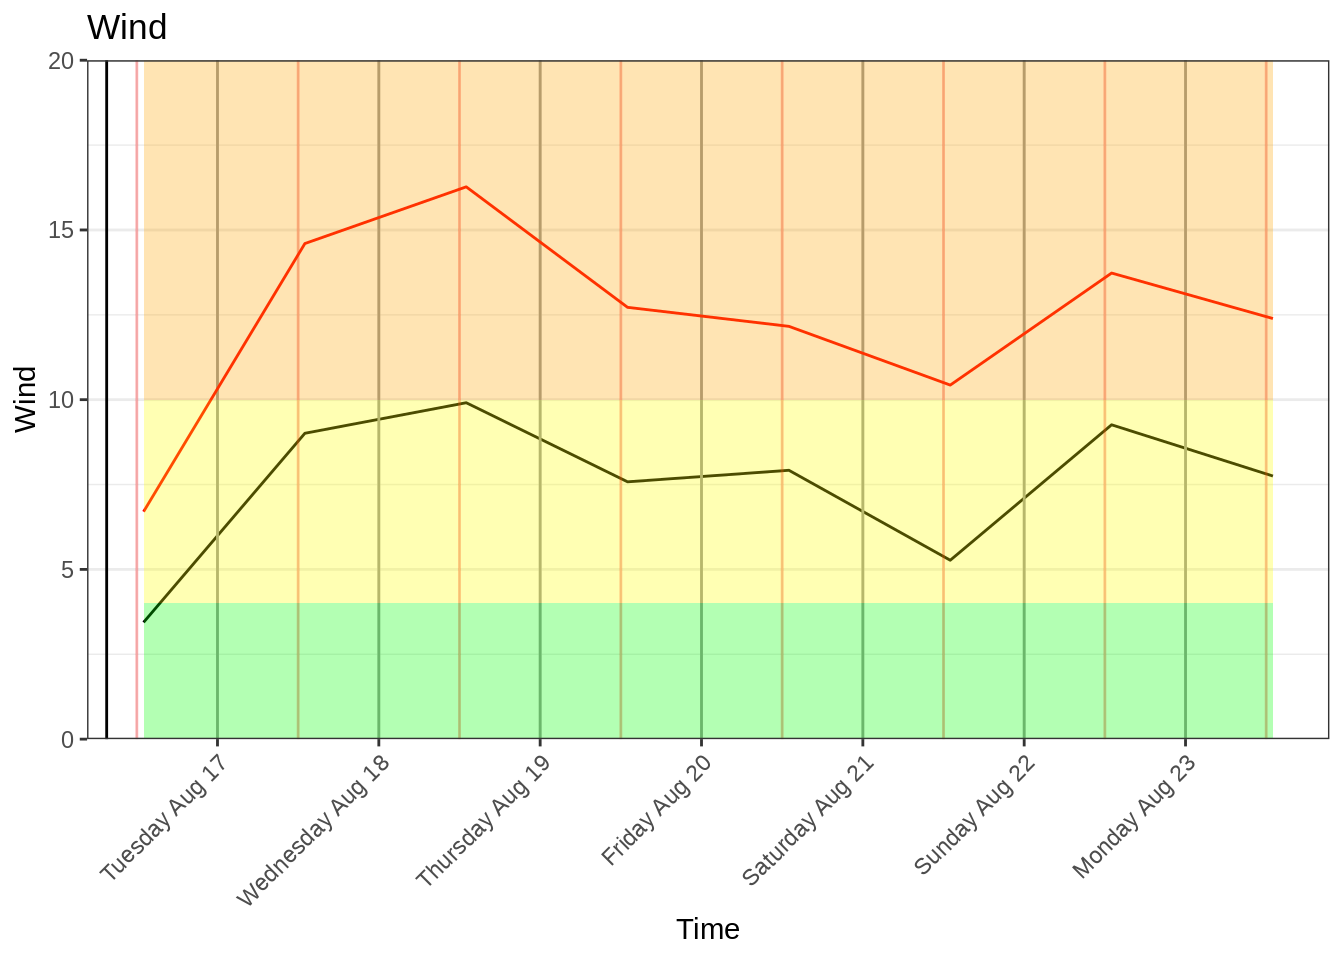 Wind
20
15
10
5
0
Wind
Tuesday Aug 17
Wednesday Aug 18
Thursday Aug 19
Friday Aug 20
Saturday Aug 21
Sunday Aug 22
Monday Aug 23
Time